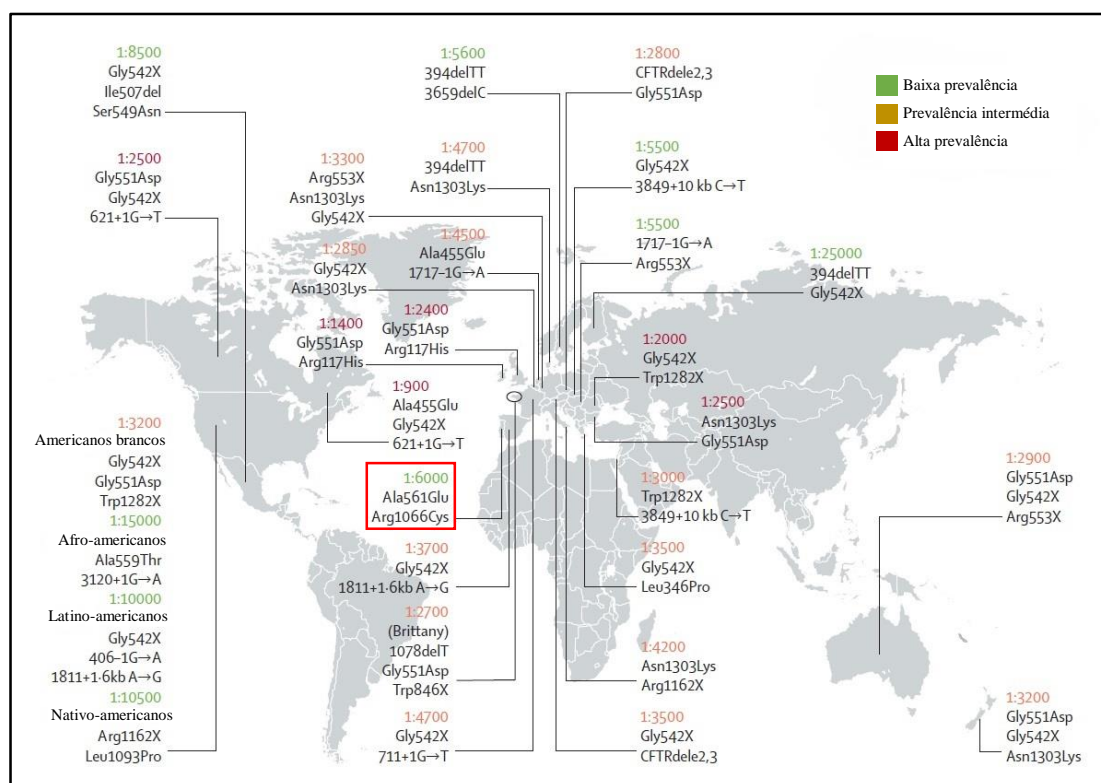 1:8500
Gly542X
Ile507del
Ser549Asn
1:5600
394delTT
3659delC
1:2800
CFTRdele2,3
Gly551Asp
Baixa prevalência
Prevalência intermédia
Alta prevalência
1:2500
Gly551Asp
Gly542X
621+1G→T
1:3300
Arg553X
Asn1303Lys
Gly542X
1:4700
394delTT
Asn1303Lys
1:5500
Gly542X
3849+10 kb C→T
1:5500
1717–1G→A
Arg553X
1:2850
Gly542X
Asn1303Lys
1:4500
Ala455Glu
1717–1G→A
1:25000
394delTT
Gly542X
1:1400
Gly551Asp
Arg117His
1:2400
Gly551Asp
Arg117His
1:2000
Gly542X
Trp1282X
1:900
Ala455Glu
Gly542X
621+1G→T
1:2500
Asn1303Lys
Gly551Asp
1:3200
Americanos brancos
Gly542X
Gly551Asp
Trp1282X
1:15000
Afro-americanos
Ala559Thr
3120+1G→A
1:10000
Latino-americanos
Gly542X
406–1G→A
1811+1·6kb A→G
1:10500
Nativo-americanos
Arg1162X
Leu1093Pro
1:6000
Ala561Glu
Arg1066Cys
1:3000
Trp1282X
3849+10 kb C→T
1:2900
Gly551Asp
Gly542X
Arg553X
1:3700
Gly542X
1811+1·6kb A→G
1:3500
Gly542X
Leu346Pro
1:2700
(Brittany)
1078delT
Gly551Asp
Trp846X
1:4200
Asn1303Lys
Arg1162X
1:4700
Gly542X
711+1G→T
1:3500
Gly542X
CFTRdele2,3
1:3200
Gly551Asp
Gly542X
Asn1303Lys